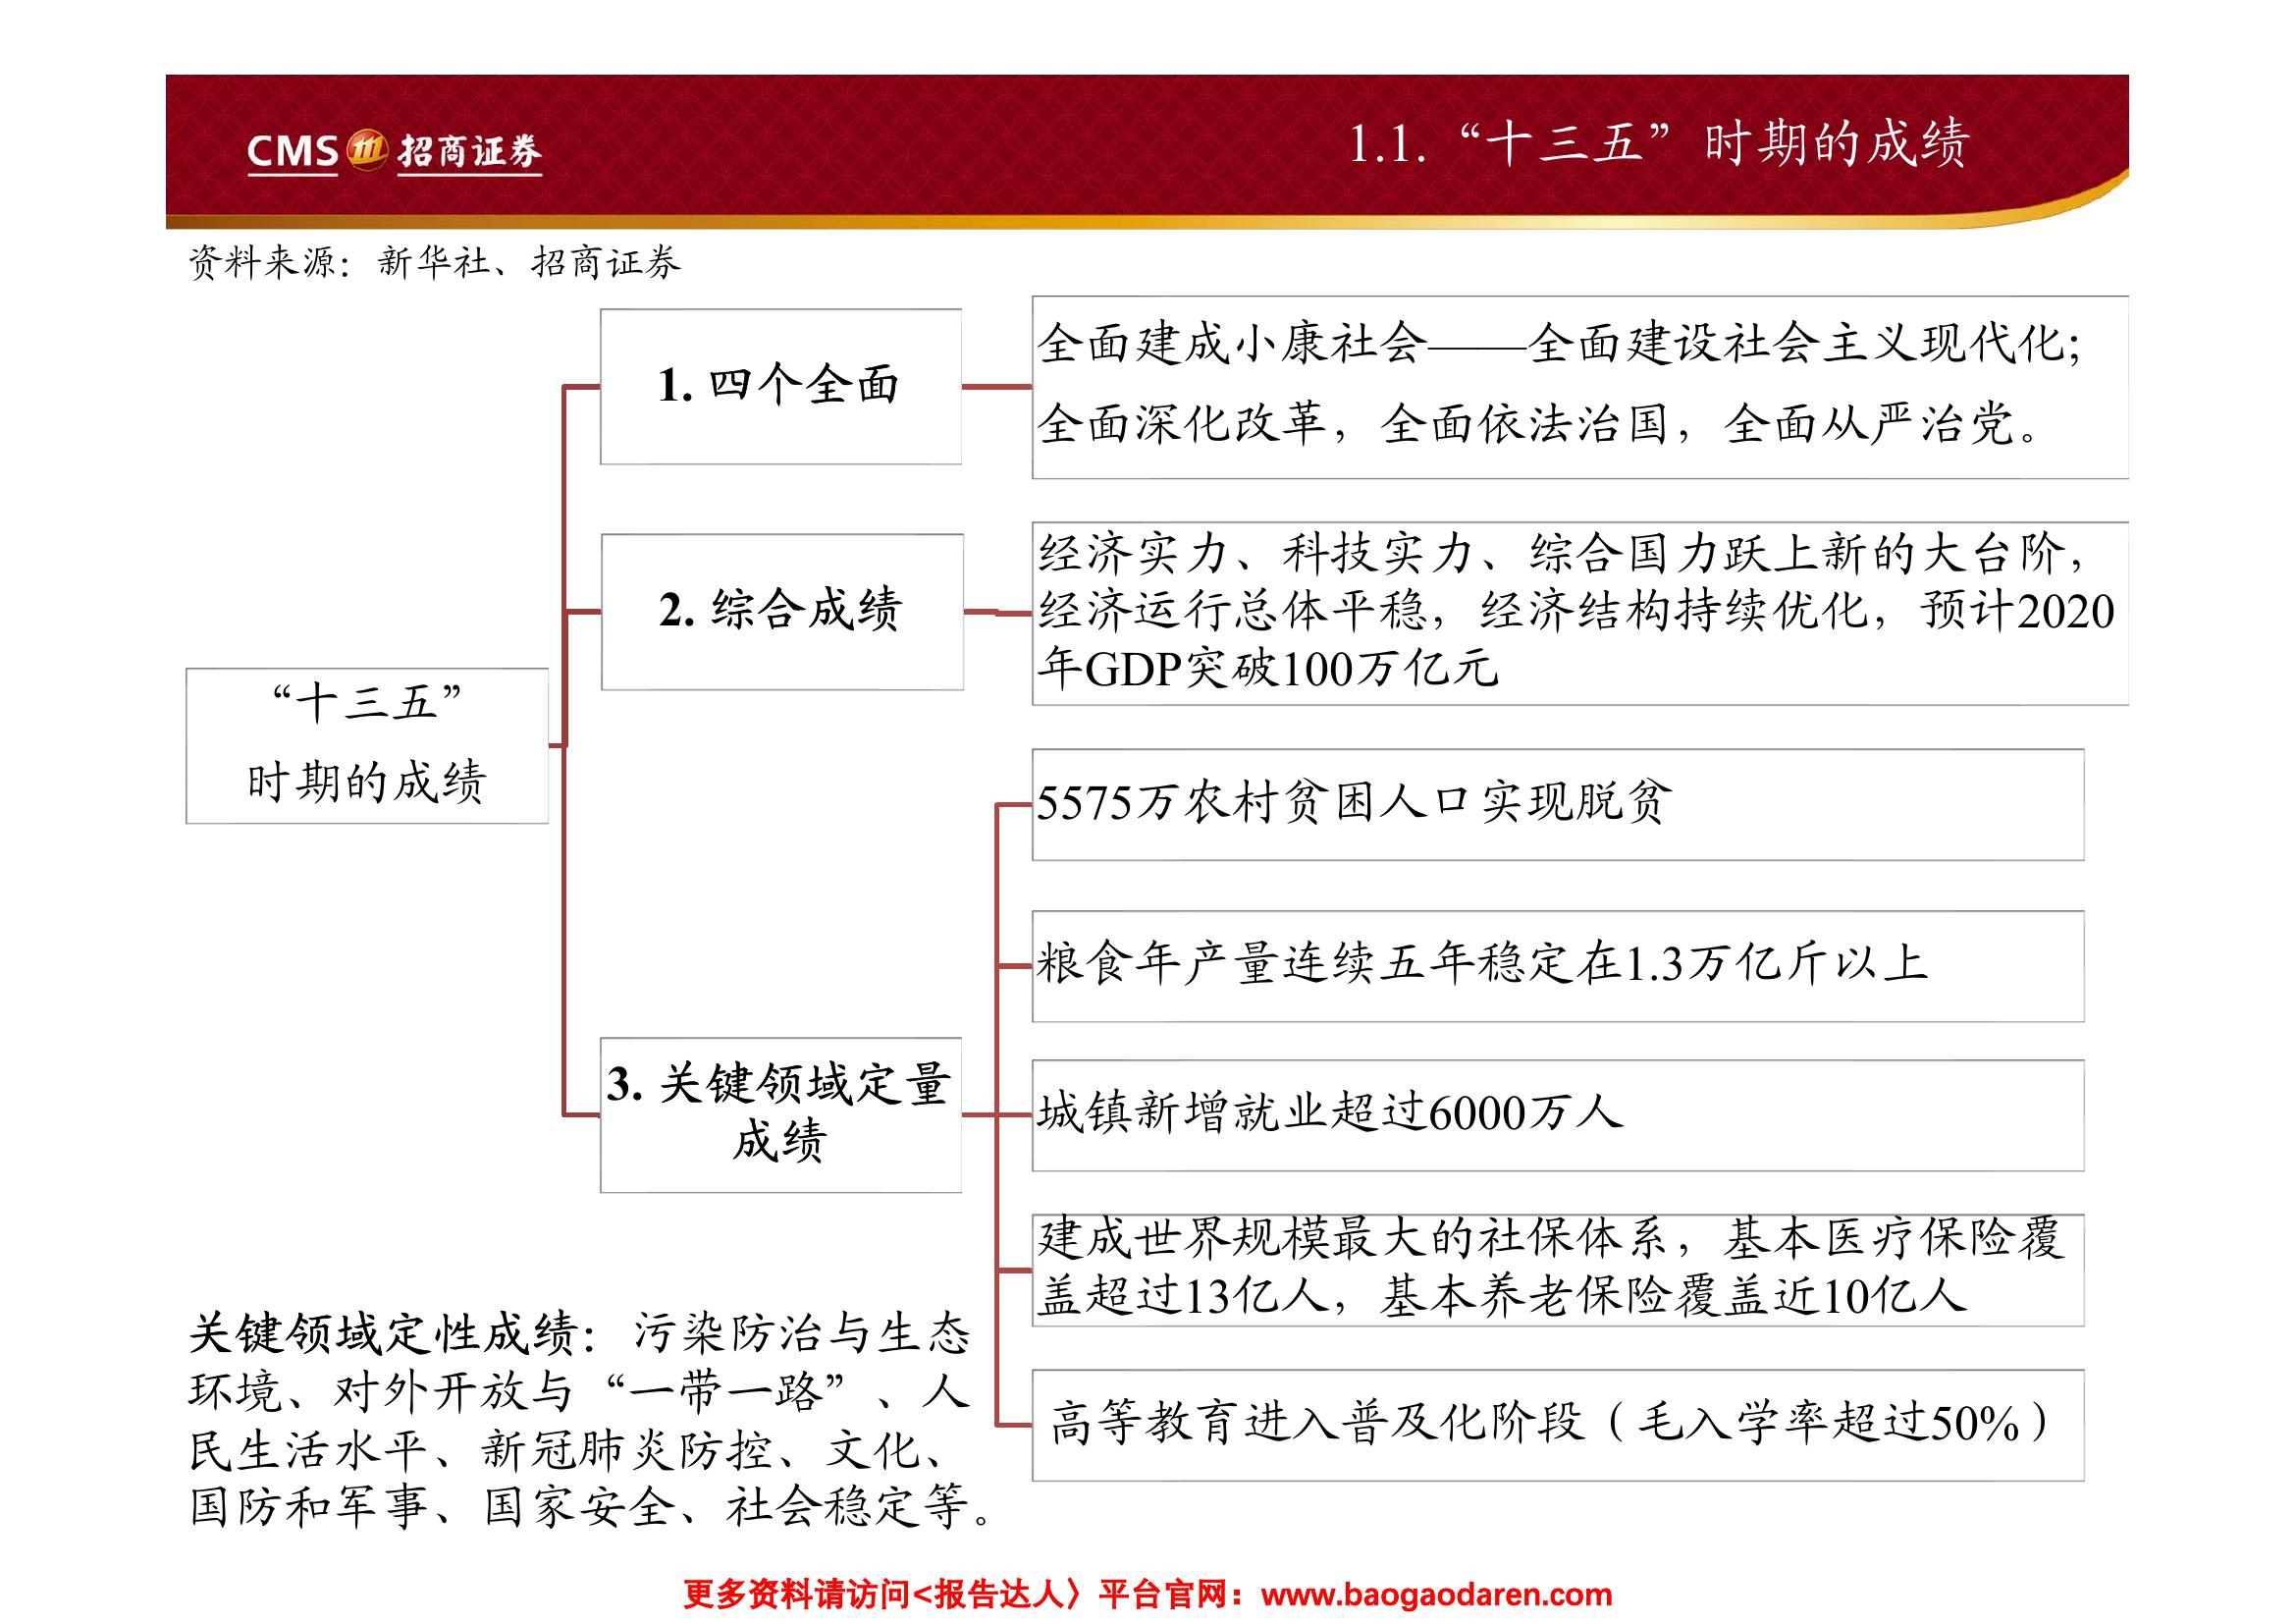 CMS 招商证券
1.1.“十三五”时期的成绩
资料来源：新华社、招商证券
1. 四个全面
全面建成小康社会——全面建设社会主义现代化；
全面深化改革，全面依法治国，全面从严治党。
2. 综合成绩
经济实力、科技实力、综合国力跃上新的大台阶，
经济运行总体平稳，经济结构持续优化，预计2020
年GDP突破100万亿元
“十三五”
时期的成绩
5575万农村贫困人口实现脱贫
粮食年产量连续五年稳定在1.3万亿斤以上
3. 关键领域定量
成绩
城镇新增就业超过6000万人
建成世界规模最大的社保体系，基本医疗保险覆
盖超过13亿人，基本养老保险覆盖近10亿人
高等教育进入普及化阶段（毛入学率超过50%）
关键领域定性成绩：污染防治与生态
环境、对外开放与“一带一路”、人
民生活水平、新冠肺炎防控、文化、
国防和军事、国家安全、社会稳定等。
更多资料请访问<报告达人〉平台官网：www.baogaodaren.com